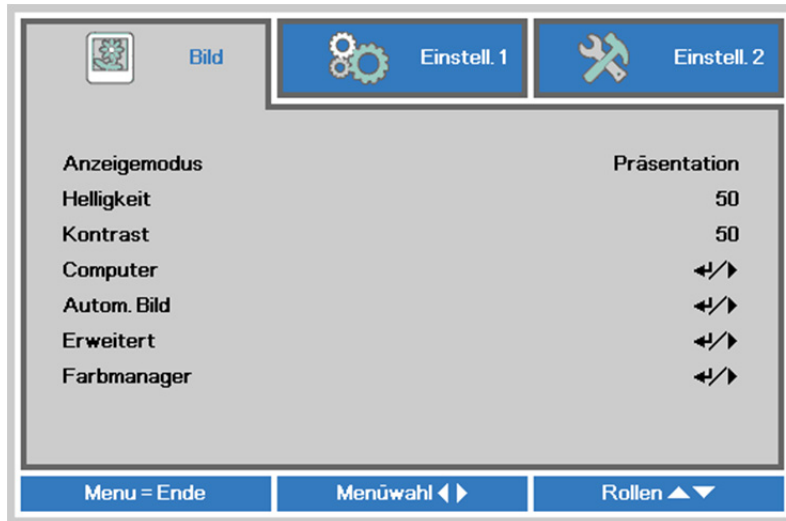 Bild Einstell. 1 Einstell. 2
Anzeigemodus Präsentation
Helligkeit 50
Kontrast 50
Computer
Autom. Bild
Erweitert
Farbmanager
Menu = Ende Menüwahl Rollen